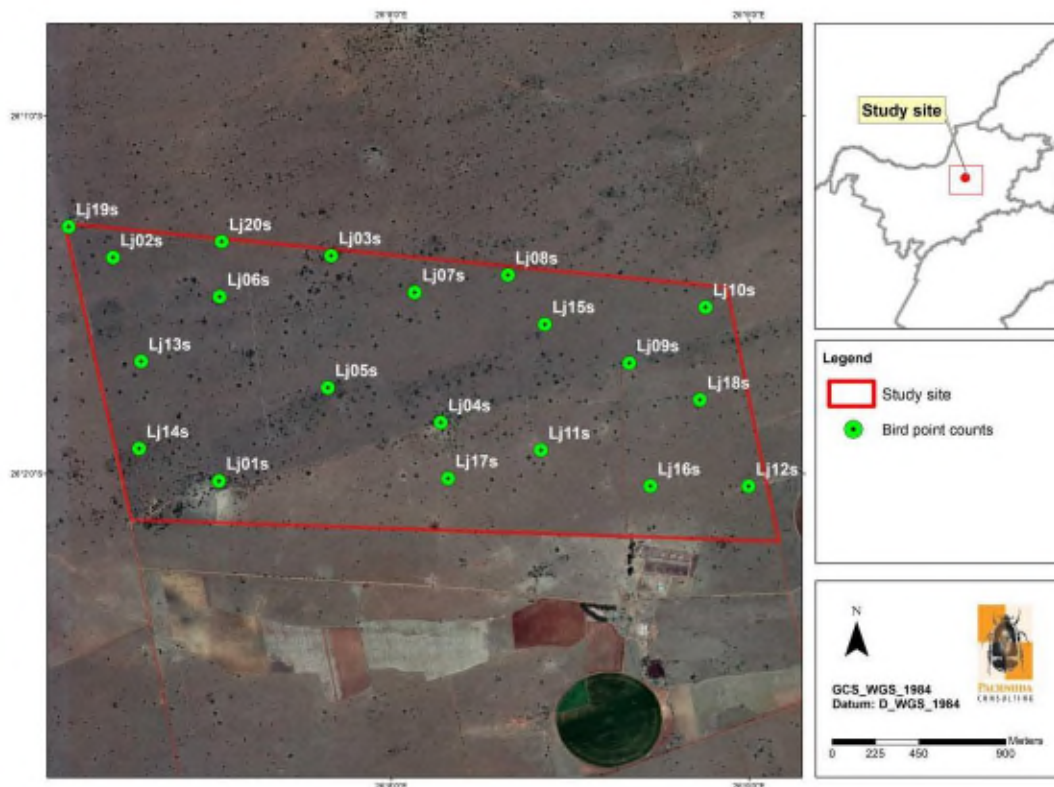 Lj19s
Lj02s
Lj20s
Lj03s
Lj08s
Lj06s
Lj07s
Lj10s
Lj15s
Lj13s
Lj09s
Lj05s
Lj18s
Lj04s
Lj14s
Lj11s
Lj01s
Lj17s
Lj16s
Lj12s
Study site
Legend
Study site
Bird point counts
N
GCS_WGS_1984
Datum: D_WGS_1984
CONSULTING
Meters
0 225 450 900